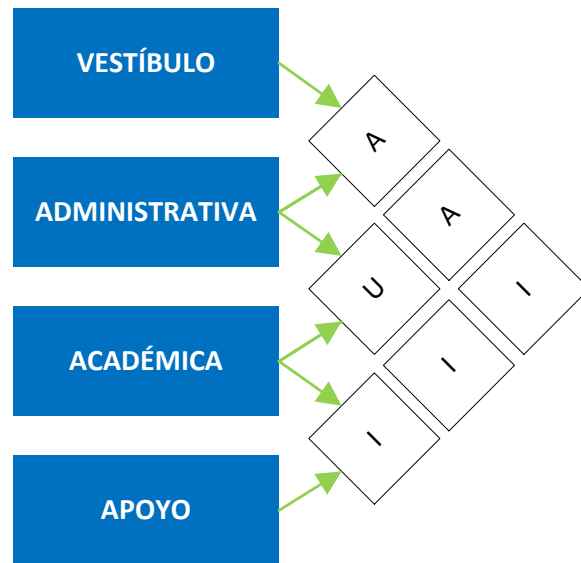 VESTÍBULO
A
A
ADMINISTRATIVA
U
I
ACADÉMICA
I
I
APOYO